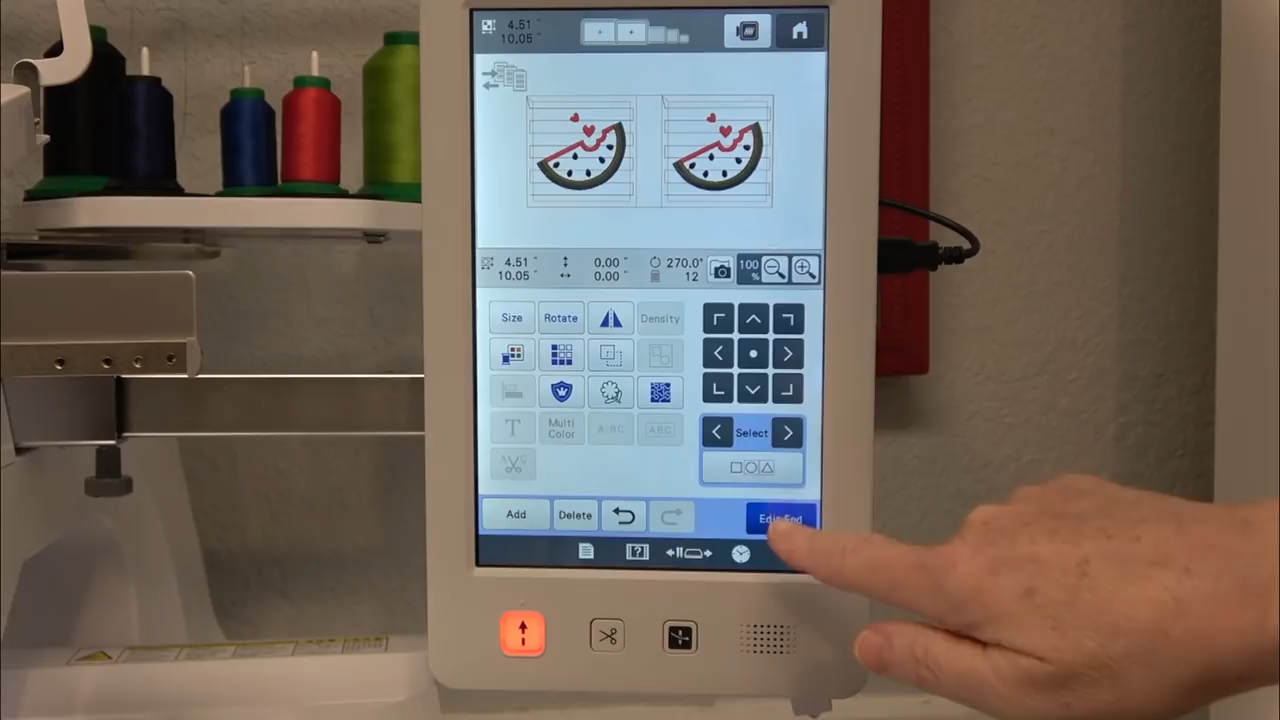 4.51 "
10.05 "
4.51 " 0.00 " 270.0°
10.05 " 0.00 " 12
100 %
Size Rotate Density
T Multi Color ABC ABC
Select
Add Delete Edit End
?